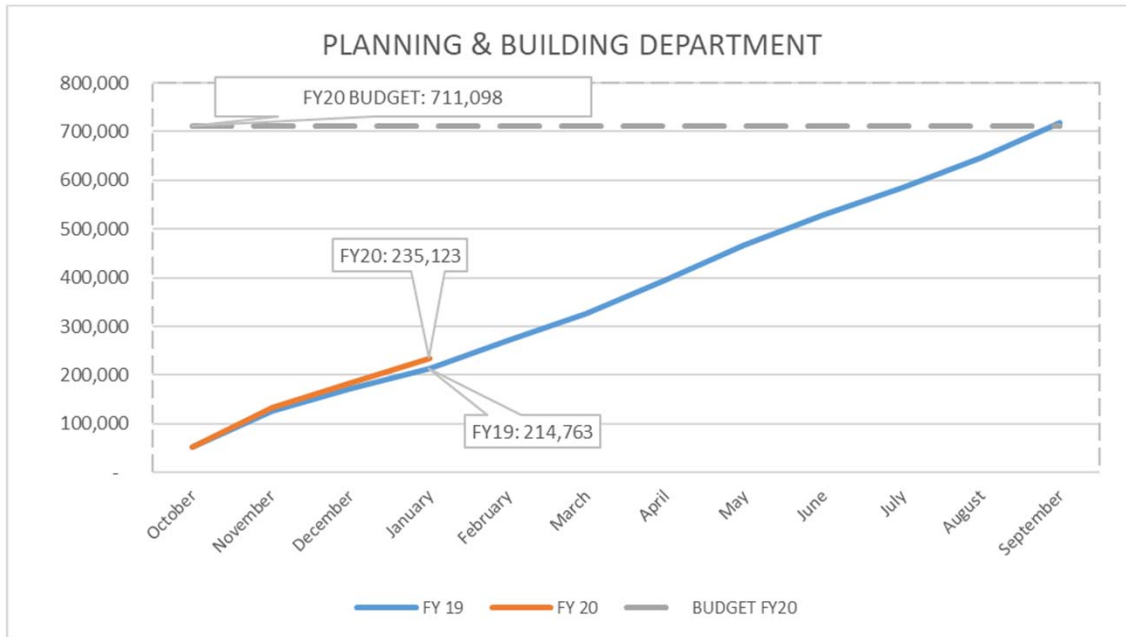 PLANNING & BUILDING DEPARTMENT
800,000
FY20 BUDGET: 711,098
700,000
600,000
500,000
FY20: 235,123
400,000
300,000
200,000
FY19: 214,763
100,000
-
October
November
December
January
February
March
April
May
June
July
August
September
FY 19
FY 20
BUDGET FY20